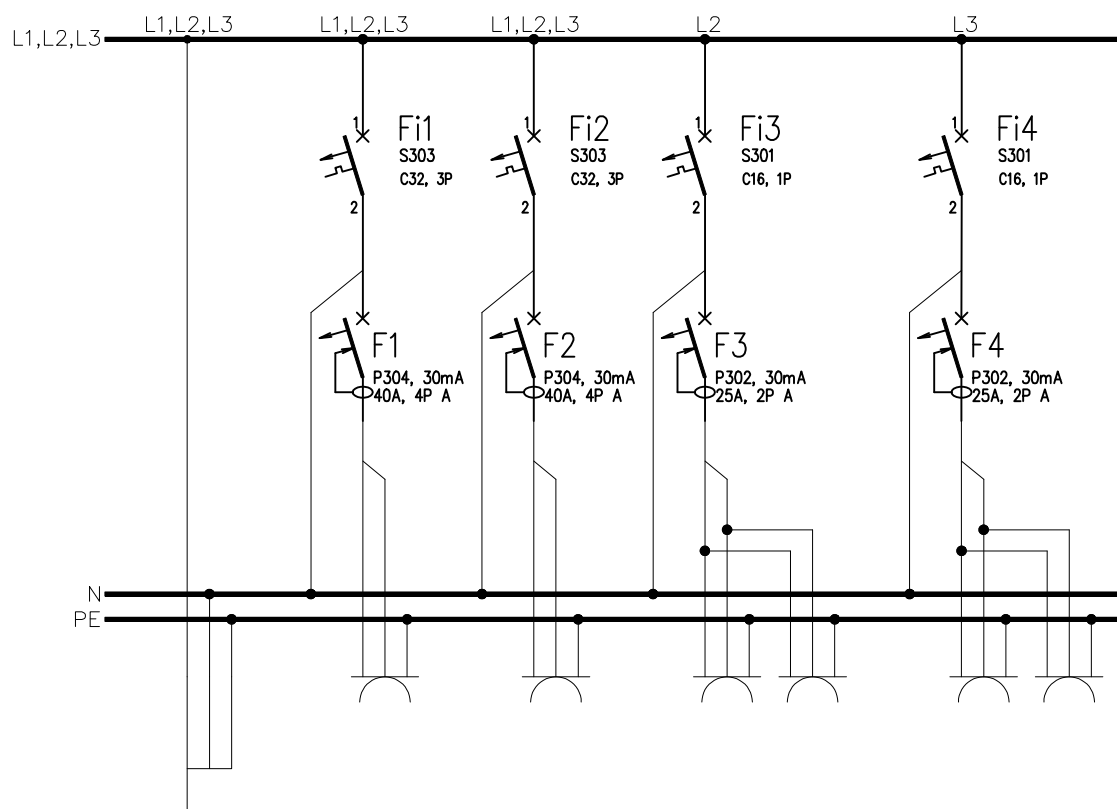 L1,L2,L3
L1,L2,L3
L1,L2,L3
L1,L2,L3
L2
L3
1
Fi1
S303
C32, 3P
2
1
Fi2
S303
C32, 3P
2
1
Fi3
S301
C16, 1P
2
1
Fi4
S301
C16, 1P
2
F1
P304, 30mA
40A, 4P A
F2
P304, 30mA
40A, 4P A
F3
P302, 30mA
25A, 2P A
F4
P302, 30mA
25A, 2P A
N
PE